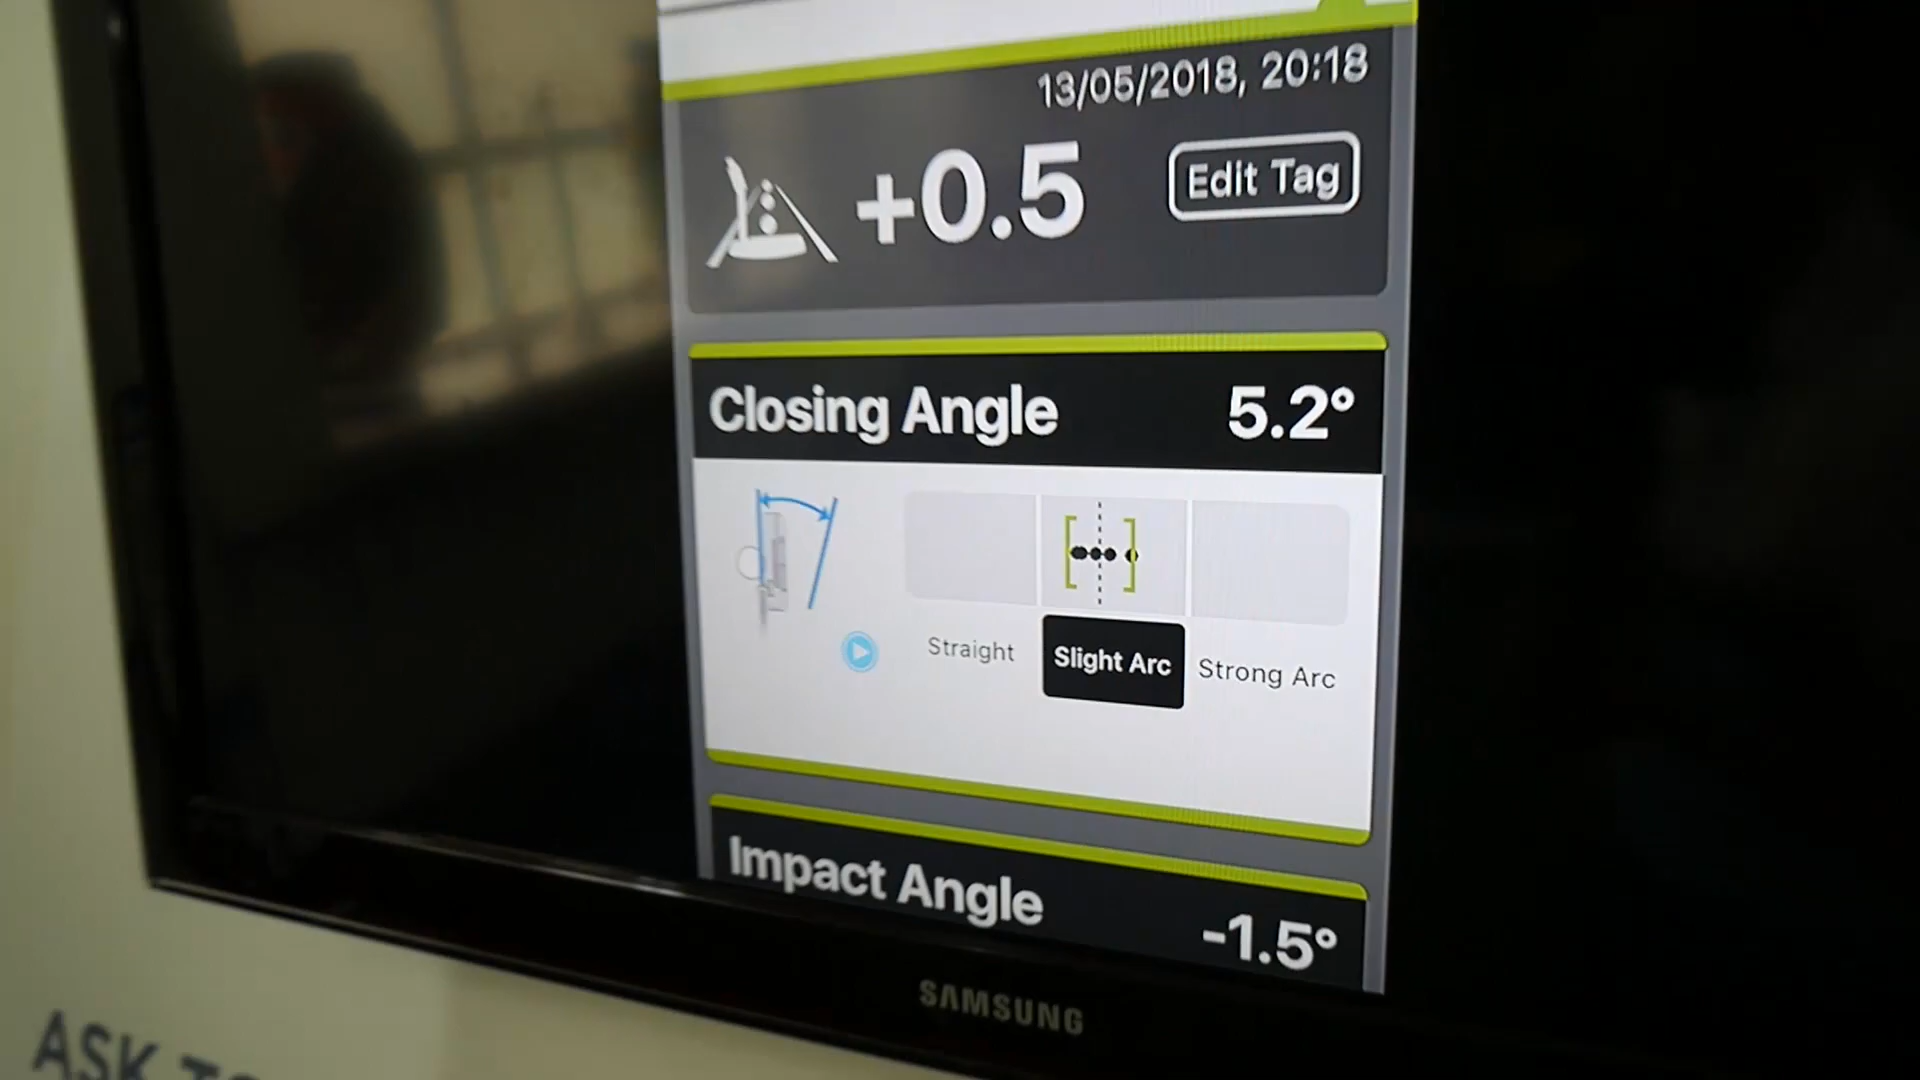 13/05/2018, 20:18
+0.5
Edit Tag
Closing Angle 5.2°
Straight
Slight Arc
Strong Arc
Impact Angle -1.5°
SAMSUNG
ASK